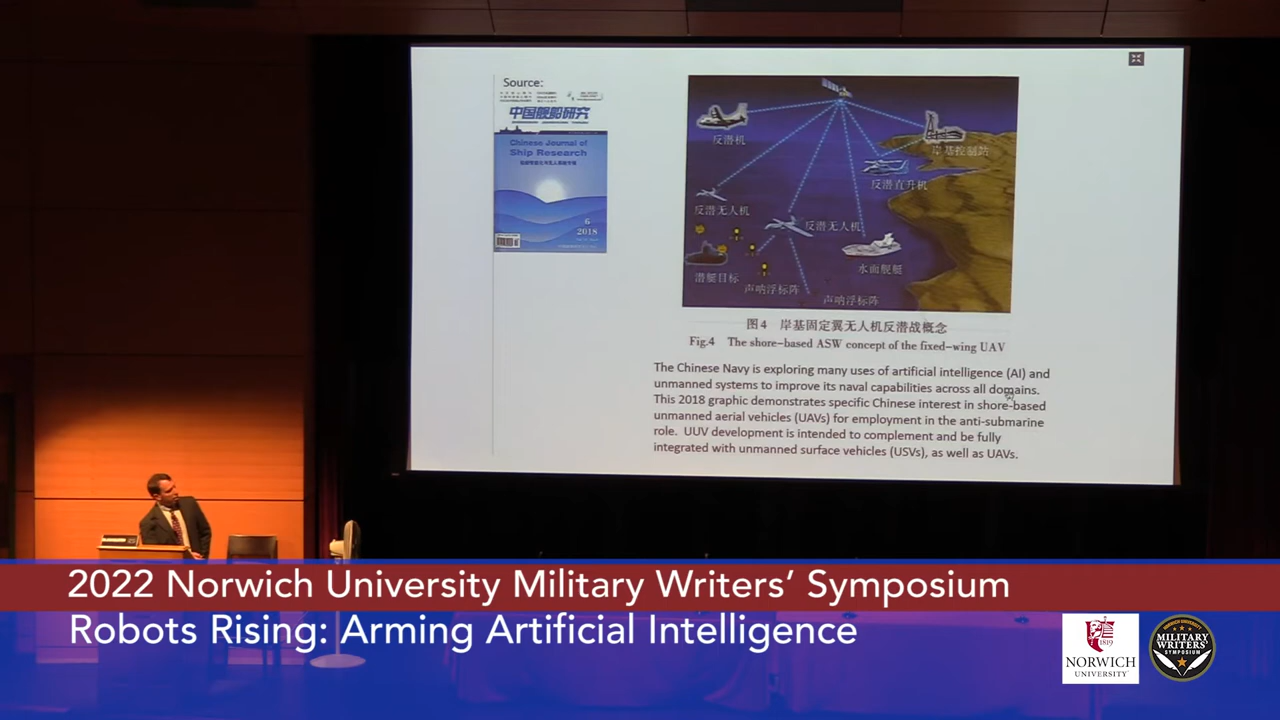 Source:
中国舰船研究
Chinese Journal of
Ship Research
6
2018
反潜机
岸基控制站
反潜直升机
反潜无人机
反潜无人机
水面舰艇
潜艇目标
声呐浮标阵
声呐浮标阵
图4 岸基固定翼无人机反潜战概念
Fig.4 The shore-based ASW concept of the fixed-wing UAV
The Chinese Navy is exploring many uses of artificial intelligence (AI) and
unmanned systems to improve its naval capabilities across all domains.
This 2018 graphic demonstrates specific Chinese interest in shore-based
unmanned aerial vehicles (UAVs) for employment in the anti-submarine
role. UUV development is intended to complement and be fully
integrated with unmanned surface vehicles (USVs), as well as UAVs.
2022 Norwich University Military Writers' Symposium
Robots Rising: Arming Artificial Intelligence
1819
NORWICH
UNIVERSITY
NORWICH UNIVERSITY
MILITARY
WRITERS'
SYMPOSIUM